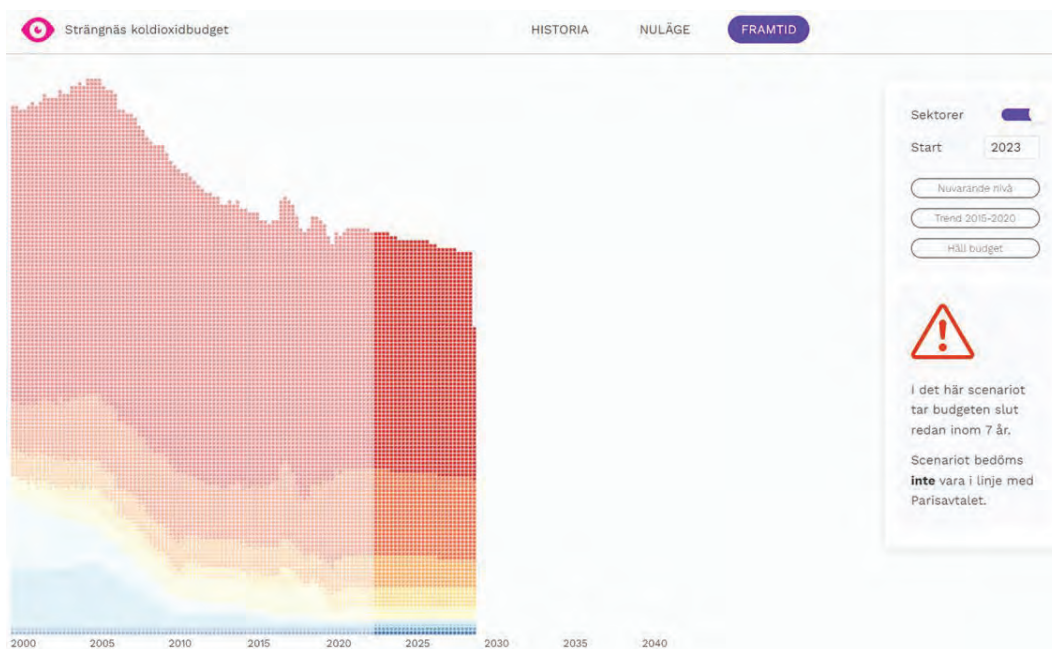 Strängnäs koldioxidbudget
HISTORIA
NULÄGE
FRAMTID
Sektorer
Start
2023
Nuvarande nivå
Trend 2015-2020
Håll budget
I det här scenariot
tar budgeten slut
redan inom 7 år.
Scenariot bedöms
inte vara i linje med
Parisavtalet.
2000
2005
2010
2015
2020
2025
2030
2035
2040